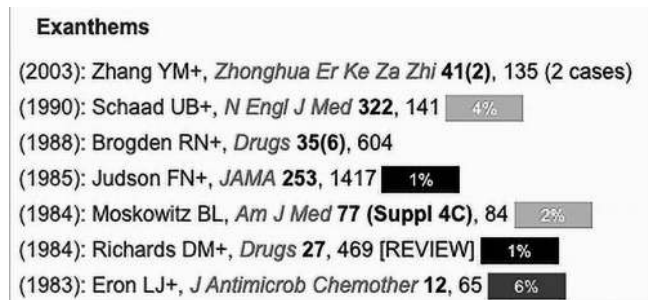 Exanthems
(2003): Zhang YM+, Zhonghua Er Ke Za Zhi 41(2), 135 (2 cases)
(1990): Schaad UB+, N Engl J Med 322, 141 4%
(1988): Brogden RN+, Drugs 35(6), 604
(1985): Judson FN+, JAMA 253, 1417 1%
(1984): Moskowitz BL, Am J Med 77 (Suppl 4C), 84 2%
(1984): Richards DM+, Drugs 27, 469 [REVIEW] 1%
(1983): Eron LJ+, J Antimicrob Chemother 12, 65 6%